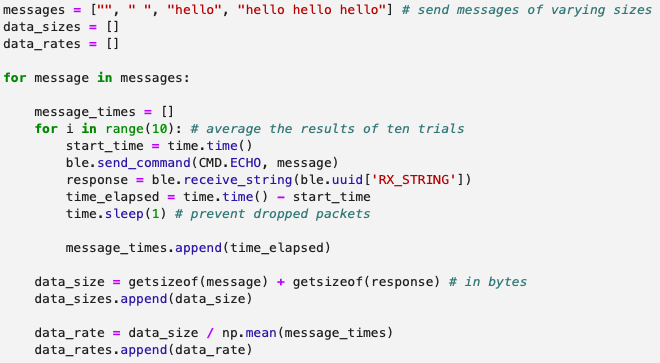 messages = ["", " ", "hello", "hello hello hello"] # send messages of varying sizes
data_sizes = []
data_rates = []

for message in messages:

    message_times = []
    for i in range(10): # average the results of ten trials
        start_time = time.time()
        ble.send_command(CMD.ECHO, message)
        response = ble.receive_string(ble.uuid['RX_STRING'])
        time_elapsed = time.time() - start_time
        time.sleep(1) # prevent dropped packets

        message_times.append(time_elapsed)

    data_size = getsizeof(message) + getsizeof(response) # in bytes
    data_sizes.append(data_size)

    data_rate = data_size / np.mean(message_times)
    data_rates.append(data_rate)